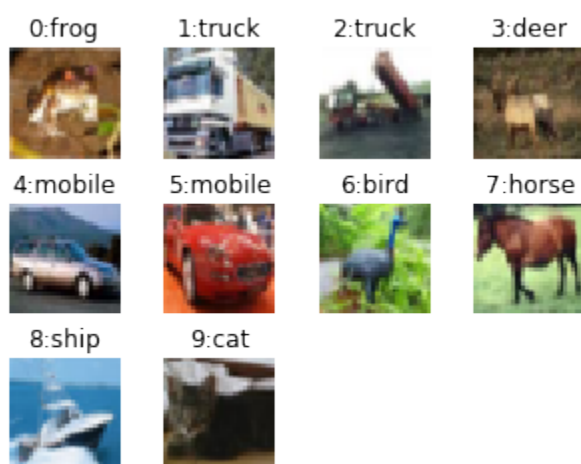 0:frog 1:truck 2:truck 3:deer
4:mobile 5:mobile 6:bird 7:horse
8:ship 9:cat